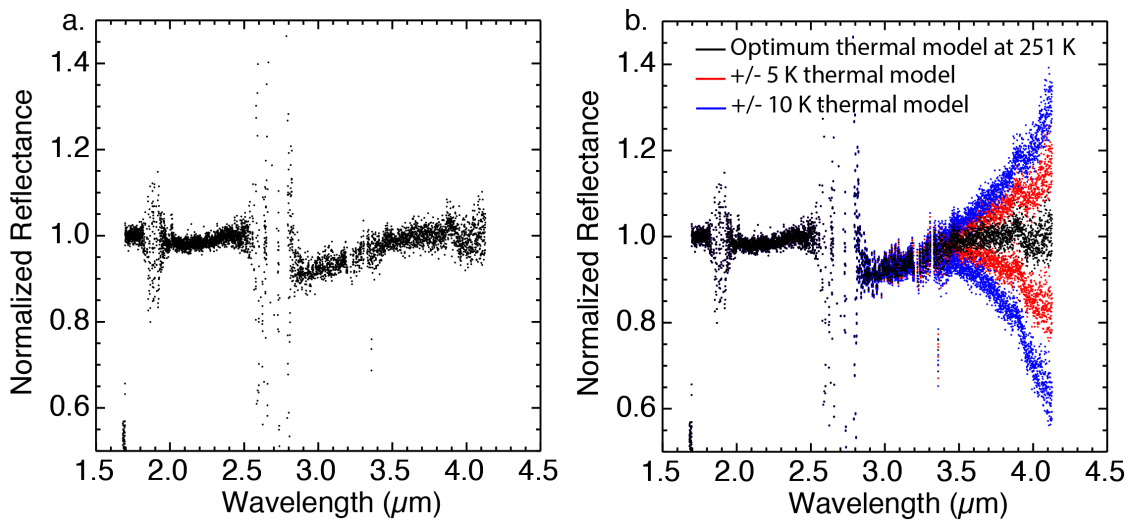 a.
1.4
1.2
1.0
0.8
0.6
Normalized Reflectance
1.5 2.0 2.5 3.0 3.5 4.0 4.5
Wavelength (μm)
b.
Optimum thermal model at 251 K
+/- 5 K thermal model
+/- 10 K thermal model
1.4
1.2
1.0
0.8
0.6
Normalized Reflectance
1.5 2.0 2.5 3.0 3.5 4.0 4.5
Wavelength (μm)